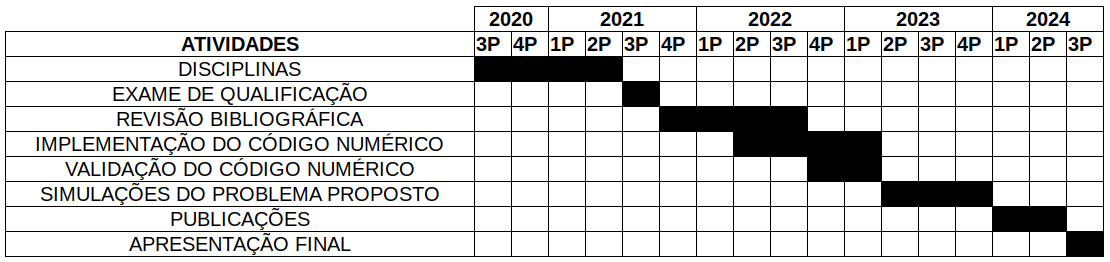 2020 2021 2022 2023 2024
ATIVIDADES 3P 4P 1P 2P 3P 4P 1P 2P 3P 4P 1P 2P 3P 4P 1P 2P 3P
DISCIPLINAS
EXAME DE QUALIFICAÇÃO
REVISÃO BIBLIOGRÁFICA
IMPLEMENTAÇÃO DO CÓDIGO NUMÉRICO
VALIDAÇÃO DO CÓDIGO NUMÉRICO
SIMULAÇÕES DO PROBLEMA PROPOSTO
PUBLICAÇÕES
APRESENTAÇÃO FINAL